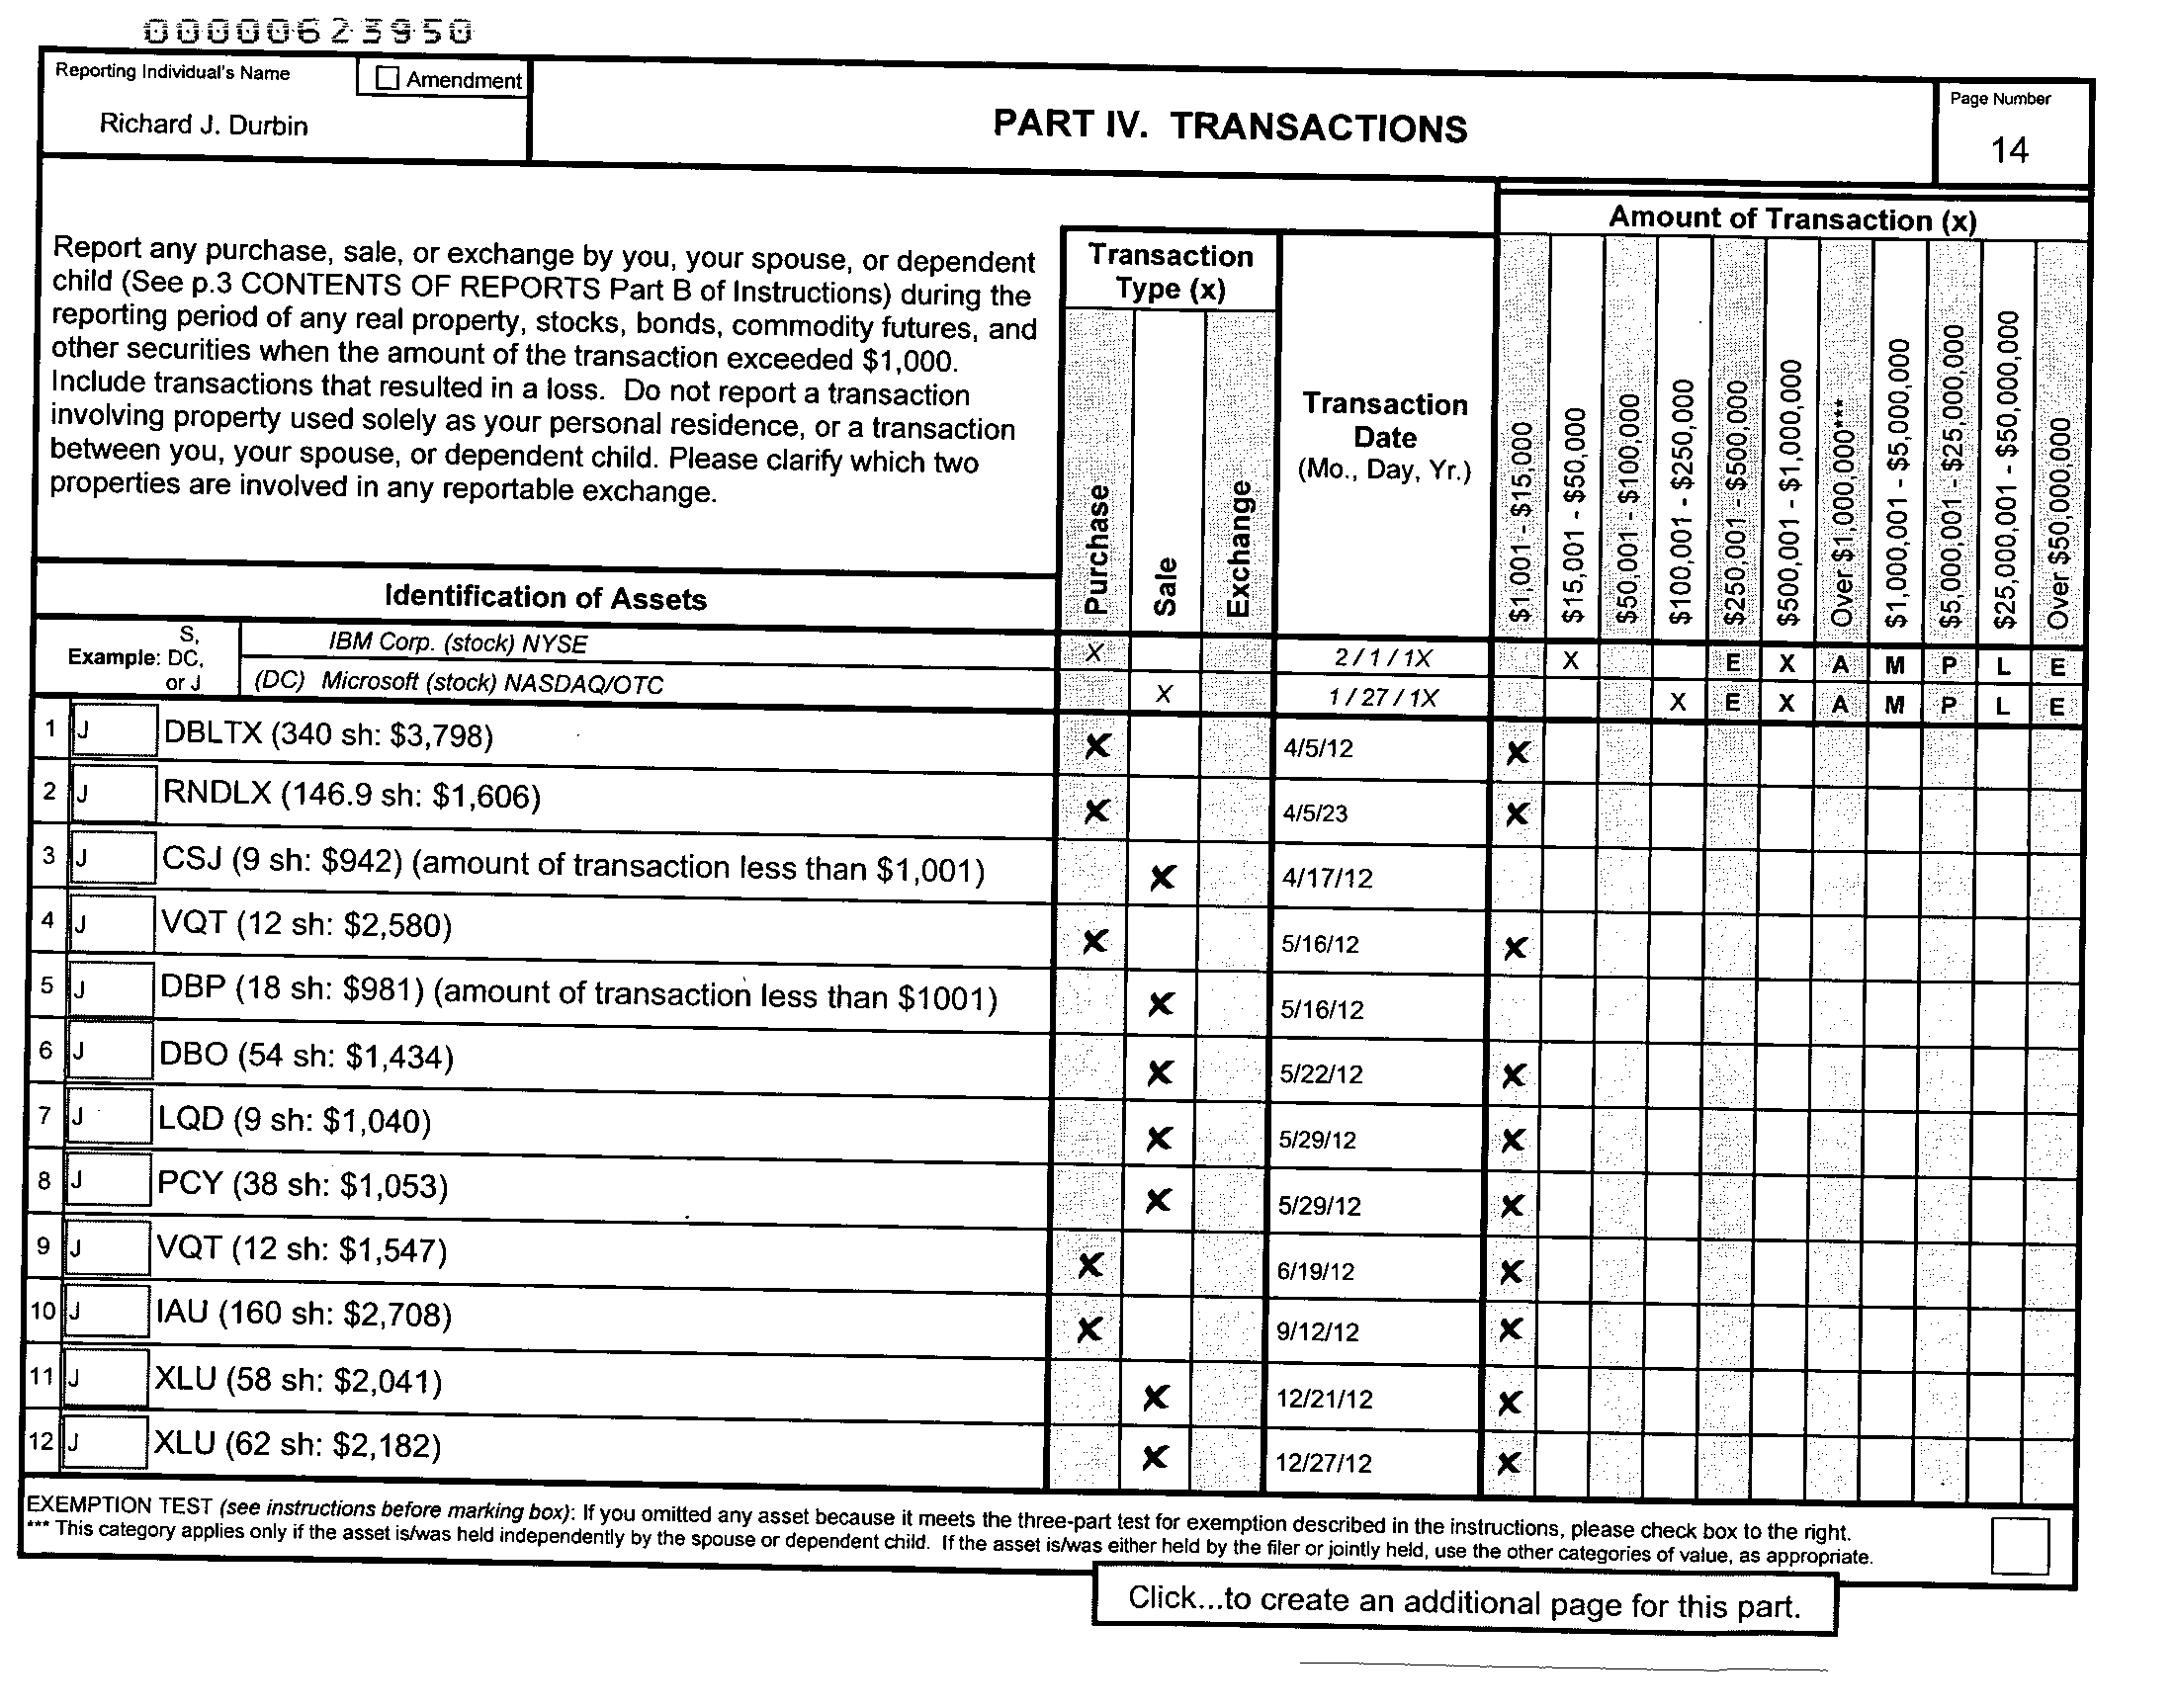 00000623950
Reporting Individual's Name
Amendment
Richard J. Durbin
PART IV. TRANSACTIONS
Page Number
14
Report any purchase, sale, or exchange by you, your spouse, or dependent
child (See p.3 CONTENTS OF REPORTS Part B of Instructions) during the
reporting period of any real property, stocks, bonds, commodity futures, and
other securities when the amount of the transaction exceeded $1,000.
Include transactions that resulted in a loss. Do not report a transaction
involving property used solely as your personal residence, or a transaction
between you, your spouse, or dependent child. Please clarify which two
properties are involved in any reportable exchange.
Transaction
Type (x)
Purchase
Sale
Exchange
Transaction
Date
(Mo., Day, Yr.)
Amount of Transaction (x)
$1,001 - $15,000
$15,001 - $50,000
$50,001 - $100,000
$100,001 - $250,000
$250,001 - $500,000
$500,001 - $1,000,000
Over $1,000,000***
$1,000,001 - $5,000,000
$5,000,001 - $25,000,000
$25,000,001 - $50,000,000
Over $50,000,000
Identification of Assets
Example: S, DC, or J
IBM Corp. (stock) NYSE X 2 / 1 / 1X X E X A M P L E
(DC) Microsoft (stock) NASDAQ/OTC X 1 / 27 / 1X X E X A M P L E
1 J DBLTX (340 sh: $3,798) X 4/5/12 X
2 J RNDLX (146.9 sh: $1,606) X 4/5/23 X
3 J CSJ (9 sh: $942) (amount of transaction less than $1,001) X 4/17/12
4 J VQT (12 sh: $2,580) X 5/16/12 X
5 J DBP (18 sh: $981) (amount of transaction less than $1001) X 5/16/12
6 J DBO (54 sh: $1,434) X 5/22/12 X
7 J LQD (9 sh: $1,040) X 5/29/12 X
8 J PCY (38 sh: $1,053) X 5/29/12 X
9 J VQT (12 sh: $1,547) X 6/19/12 X
10 J IAU (160 sh: $2,708) X 9/12/12 X
11 J XLU (58 sh: $2,041) X 12/21/12 X
12 J XLU (62 sh: $2,182) X 12/27/12 X
EXEMPTION TEST (see instructions before marking box): If you omitted any asset because it meets the three-part test for exemption described in the instructions, please check box to the right.
*** This category applies only if the asset is/was held independently by the spouse or dependent child. If the asset is/was either held by the filer or jointly held, use the other categories of value, as appropriate.
Click...to create an additional page for this part.